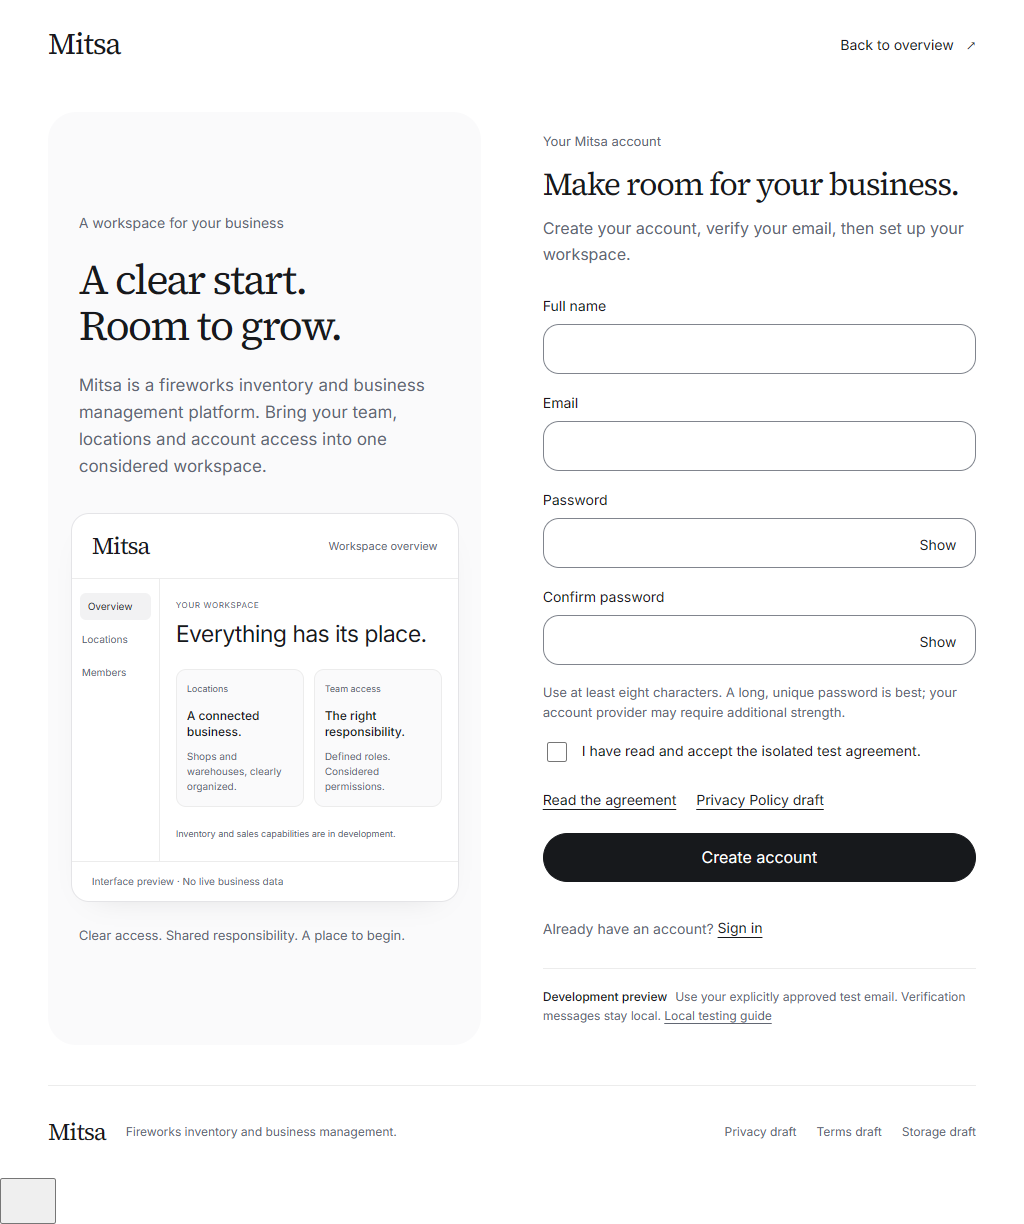 Mitsa
Back to overview ↗
A workspace for your business
A clear start.
Room to grow.
Mitsa is a fireworks inventory and business
management platform. Bring your team,
locations and account access into one
considered workspace.
Mitsa
Workspace overview
Overview
Locations
Members
YOUR WORKSPACE
Everything has its place.
Locations
A connected
business.
Shops and
warehouses, clearly
organized.
Team access
The right
responsibility.
Defined roles.
Considered
permissions.
Inventory and sales capabilities are in development.
Interface preview · No live business data
Clear access. Shared responsibility. A place to begin.
Your Mitsa account
Make room for your business.
Create your account, verify your email, then set up your
workspace.
Full name
Email
Password
Show
Confirm password
Show
Use at least eight characters. A long, unique password is best; your
account provider may require additional strength.
I have read and accept the isolated test agreement.
Read the agreement Privacy Policy draft
Create account
Already have an account? Sign in
Development preview Use your explicitly approved test email. Verification
messages stay local. Local testing guide
Mitsa
Fireworks inventory and business management.
Privacy draft Terms draft Storage draft